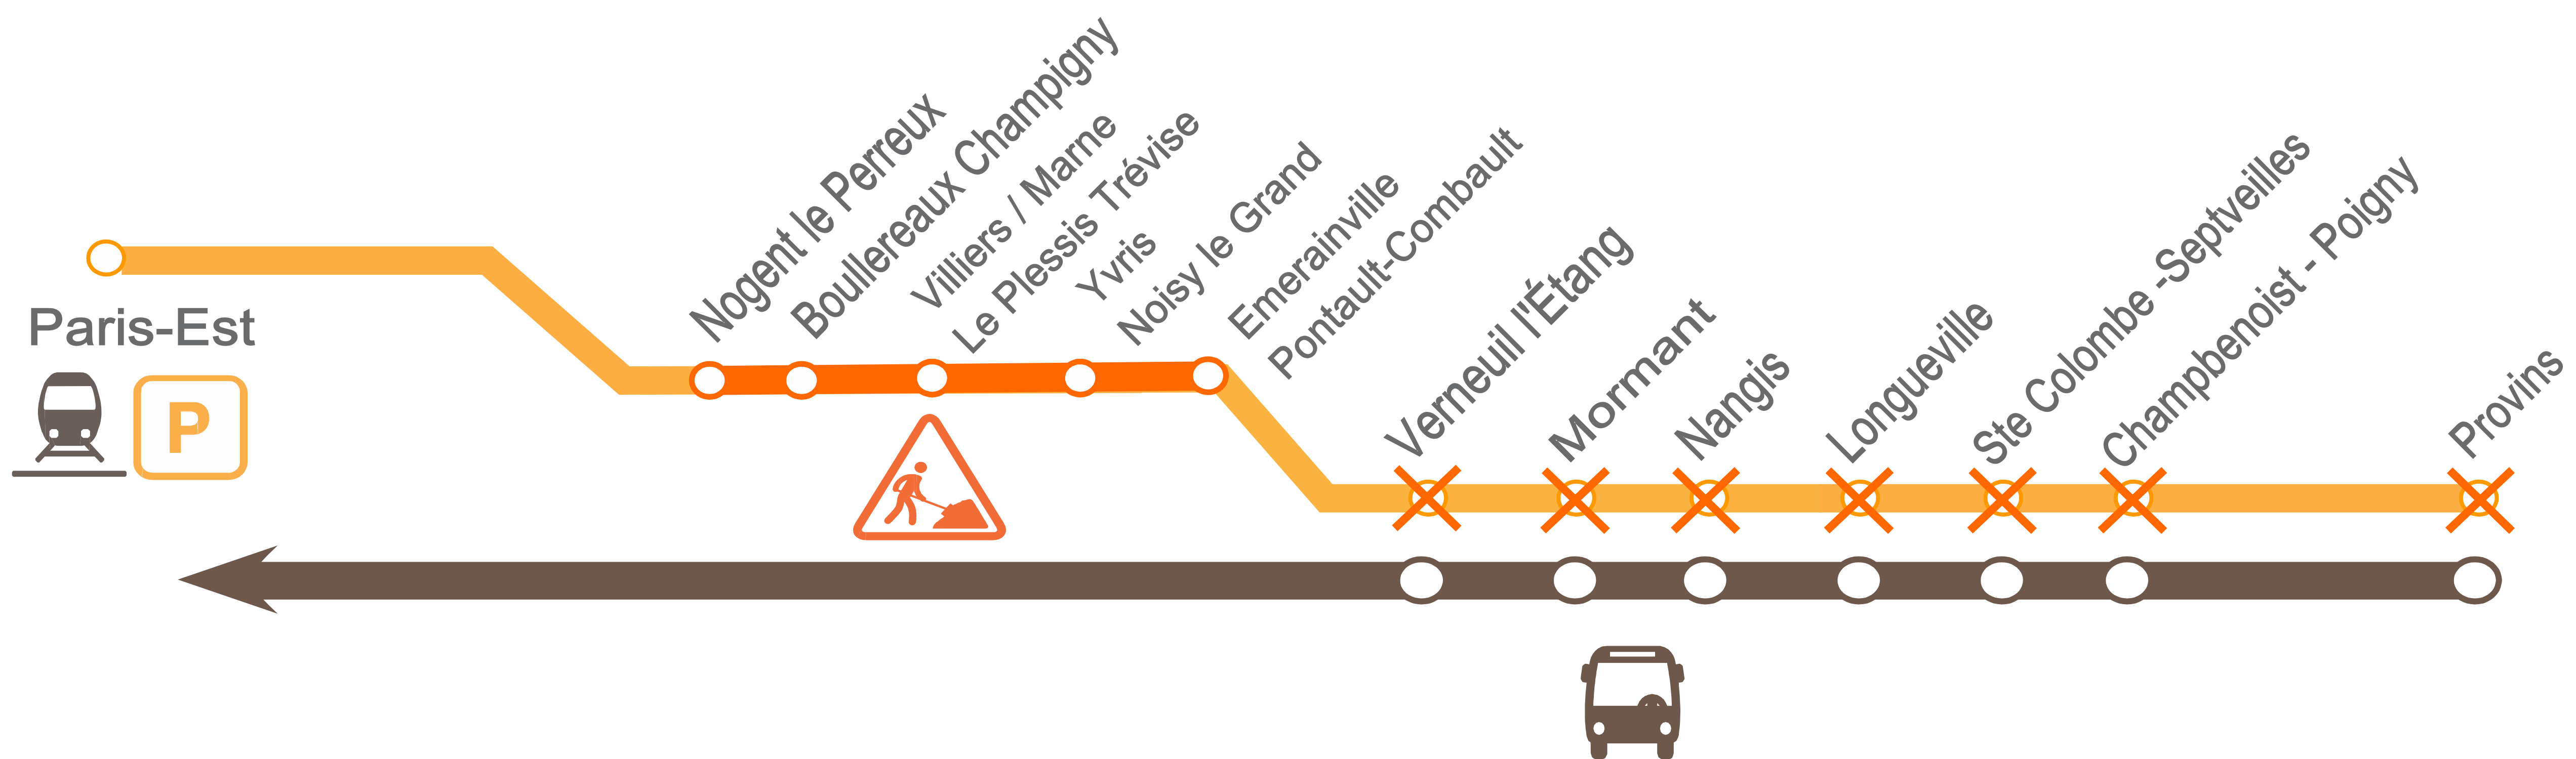 Paris-Est
P
Nogent le Perreux
Boullereaux Champigny
Villiers / Marne
Le Plessis Trévise
Yvris
Noisy le Grand
Emerainville
Pontault-Combault
Verneuil l'Étang
Mormant
Nangis
Longueville
Ste Colombe -Septveilles
Champbenoist - Poigny
Provins